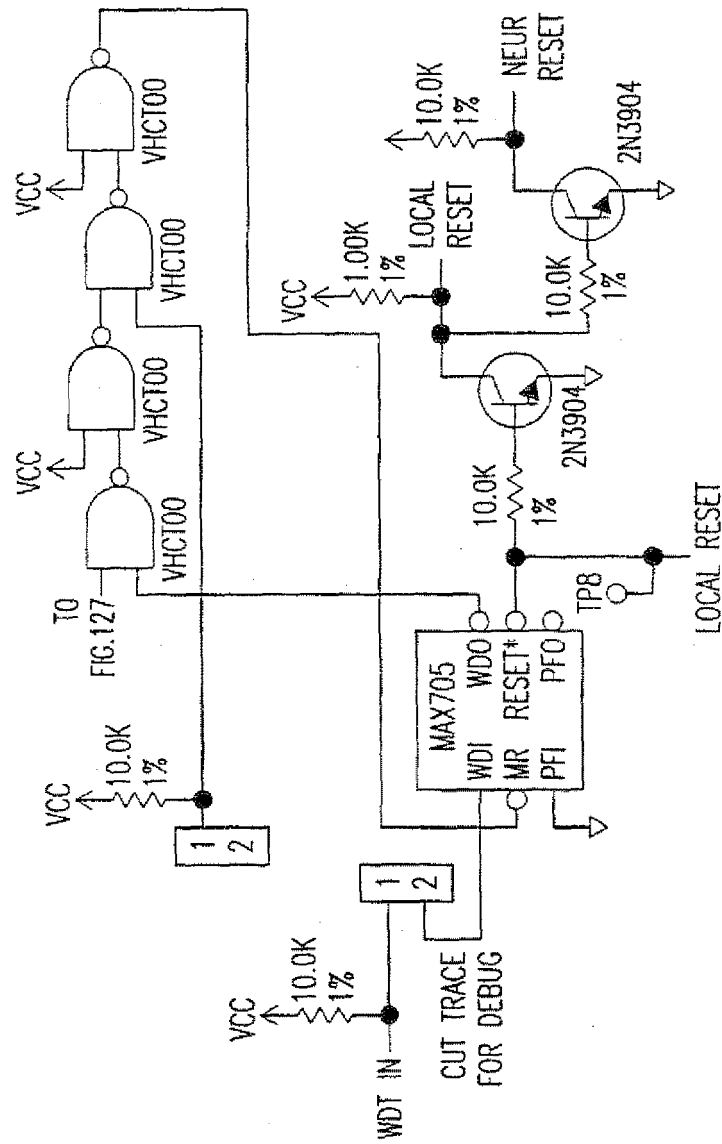 VCC
10.0K
1%
1
2
TO
FIG.127
VHCT00
VCC
VHCT00
VHCT00
VCC
VHCT00
VCC
10.0K
1%
WDT IN
1
2
CUT TRACE
FOR DEBUG
MAX705
WDI
WDO
MR
RESET*
PFI
PFO
TP8
LOCAL RESET
10.0K
1%
2N3904
VCC
1.00K
1%
LOCAL
RESET
10.0K
1%
2N3904
10.0K
1%
NEUR
RESET